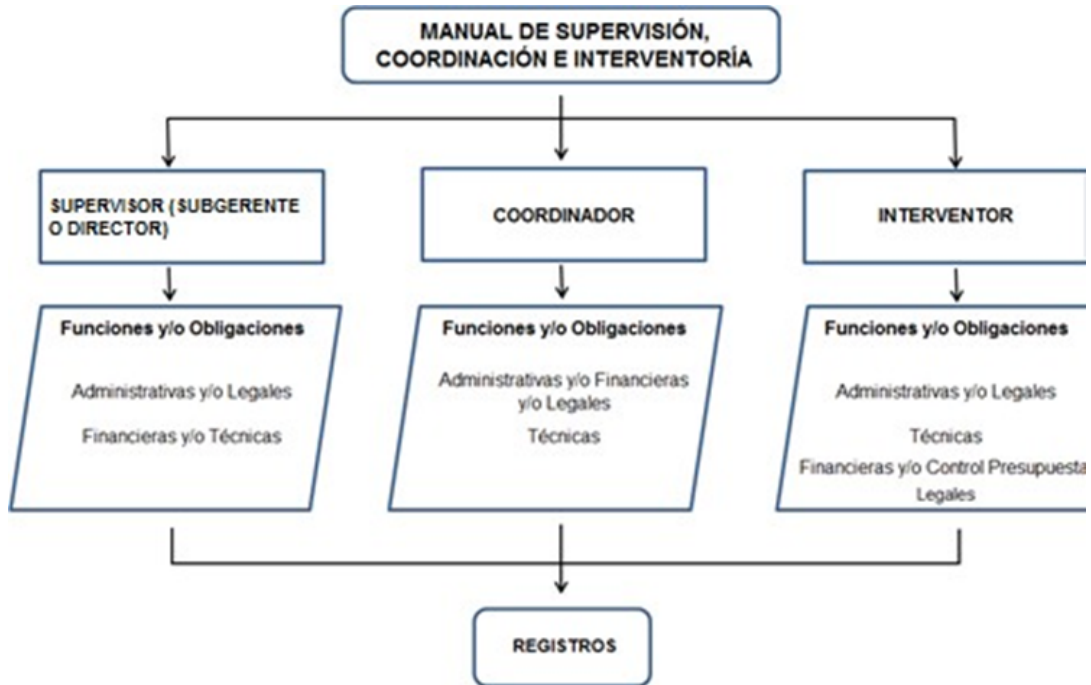 MANUAL DE SUPERVISIÓN,
COORDINACIÓN E INTERVENTORÍA
SUPERVISOR ( SUBGERENTE
O DIRECTOR)
COORDINADOR
INTERVENTOR
Funciones y/o Obligaciones
Administrativas y/o Legales
Financieras y/o Técnicas
Funciones y/o Obligaciones
Administrativas y/o Financieras
y/o Legales
Técnicas
Funciones y/o Obligaciones
Administrativas y/o Legales
Técnicas
Financieras y/o Control Presupuesta
Legales
REGISTROS